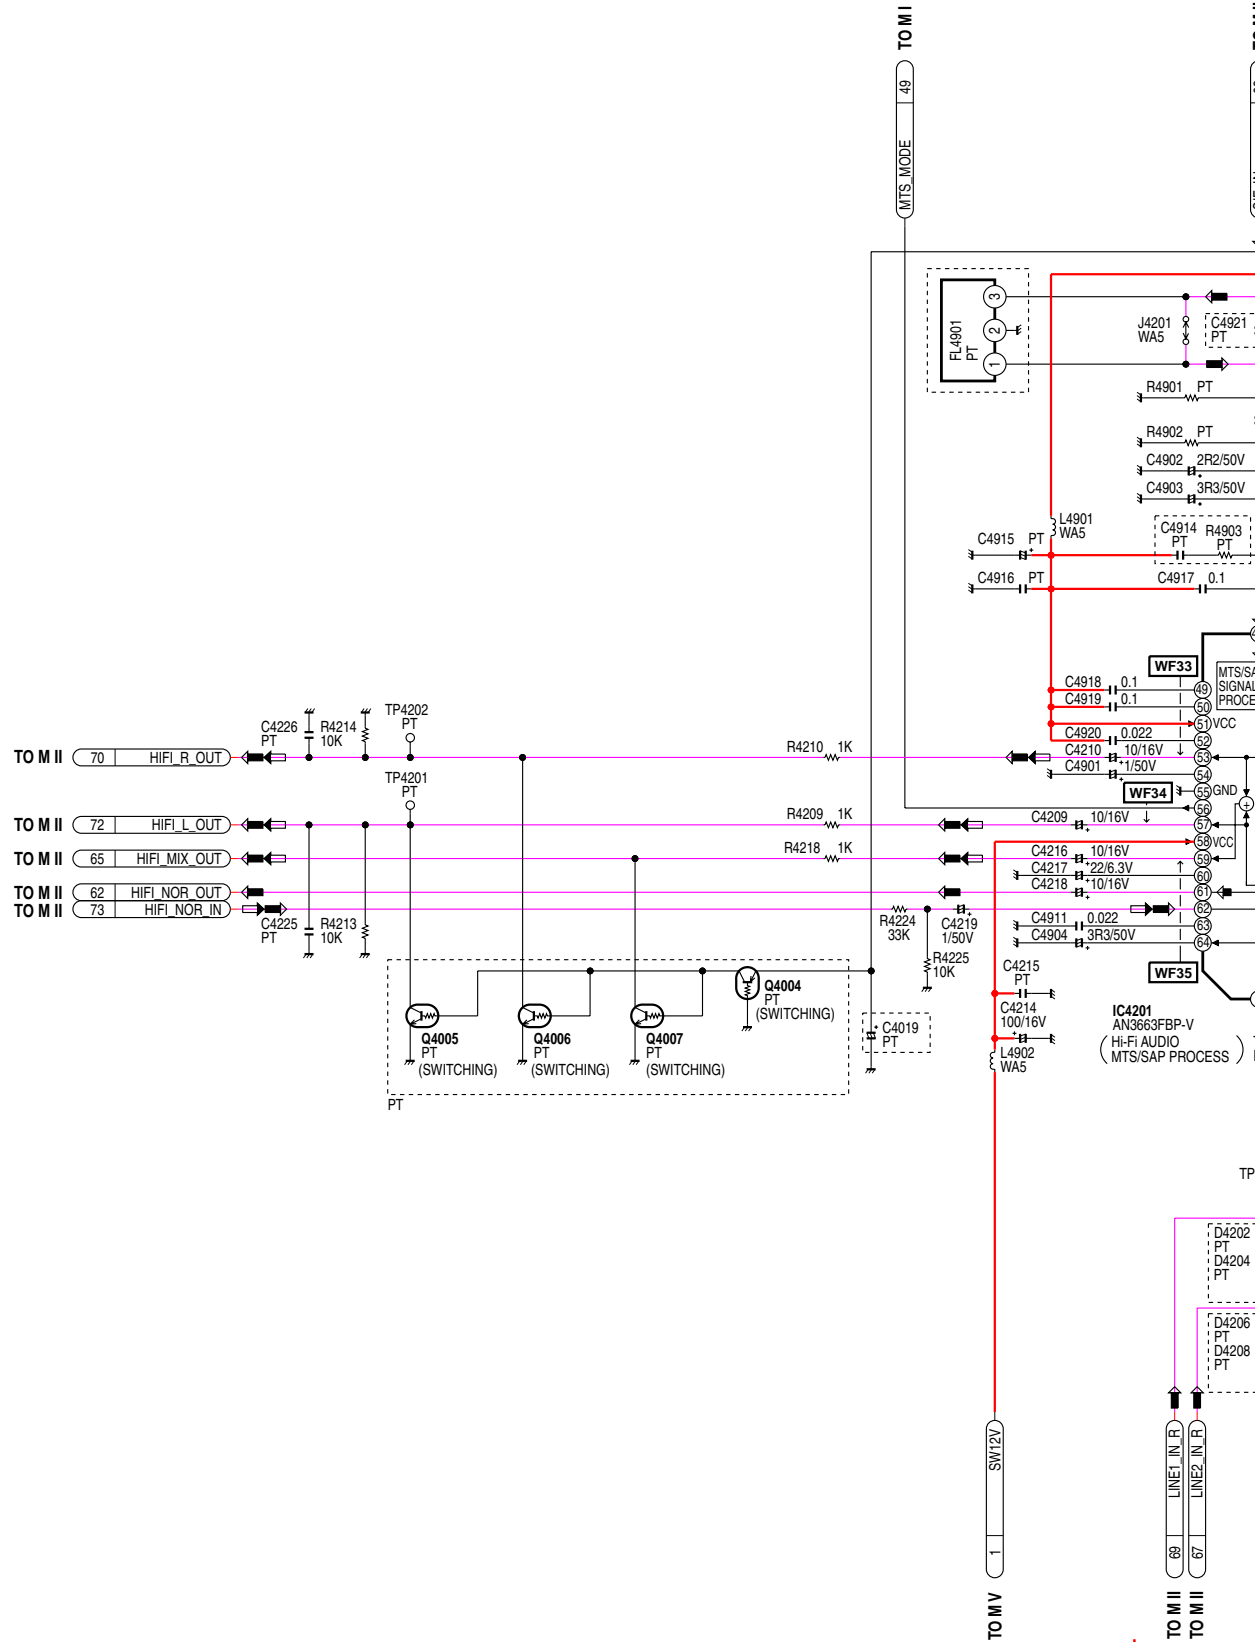 TO M I
49
MTS_MODE
FL4901
PT
3
2
1
J4201
WA5
C4921
PT
R4901 PT
R4902 PT
C4902 2R2/50V
C4903 3R3/50V
L4901
WA5
C4915 PT
C4914
PT
R4903
PT
C4916 PT
C4917 0.1
WF33
MTS/SA
SIGNAL
PROCE
C4918 0.1
49
C4919 0.1
50
51 VCC
C4920 0.022
52
C4210 10/16V
53
C4901 1/50V
54
55 GND
WF34
56
C4209 10/16V
57
58 VCC
C4216 10/16V
59
C4217 22/6.3V
60
C4218 10/16V
61
62
C4911 0.022
63
C4904 3R3/50V
64
WF35
IC4201
AN3663FBP-V
Hi-Fi AUDIO
MTS/SAP PROCESS
TO M II 70 HIFI_R_OUT
TO M II 72 HIFI_L_OUT
TO M II 65 HIFI_MIX_OUT
TO M II 62 HIFI_NOR_OUT
TO M II 73 HIFI_NOR_IN
C4226
PT
R4214
10K
TP4202
PT
TP4201
PT
C4225
PT
R4213
10K
R4210 1K
R4209 1K
R4218 1K
R4224
33K
C4219
1/50V
R4225
10K
C4215
PT
C4214
100/16V
L4902
WA5
Q4004
PT
(SWITCHING)
Q4005
PT
(SWITCHING)
Q4006
PT
(SWITCHING)
Q4007
PT
(SWITCHING)
PT
C4019
PT
TP
D4202
PT
D4204
PT
D4206
PT
D4208
PT
SW12V
1
TO M V
LINE1_IN_R
69
TO M II
LINE2_IN_R
67
TO M II